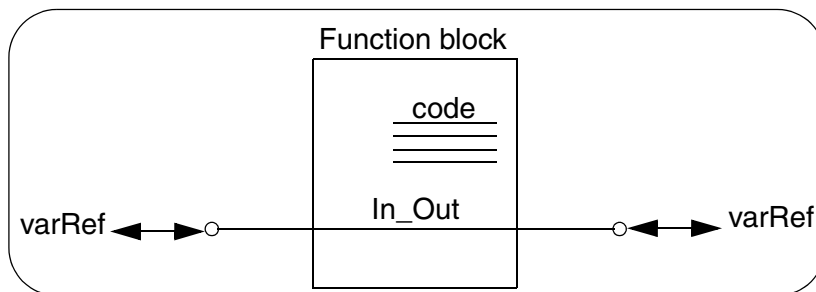 Function block
code
In_Out
varRef
varRef